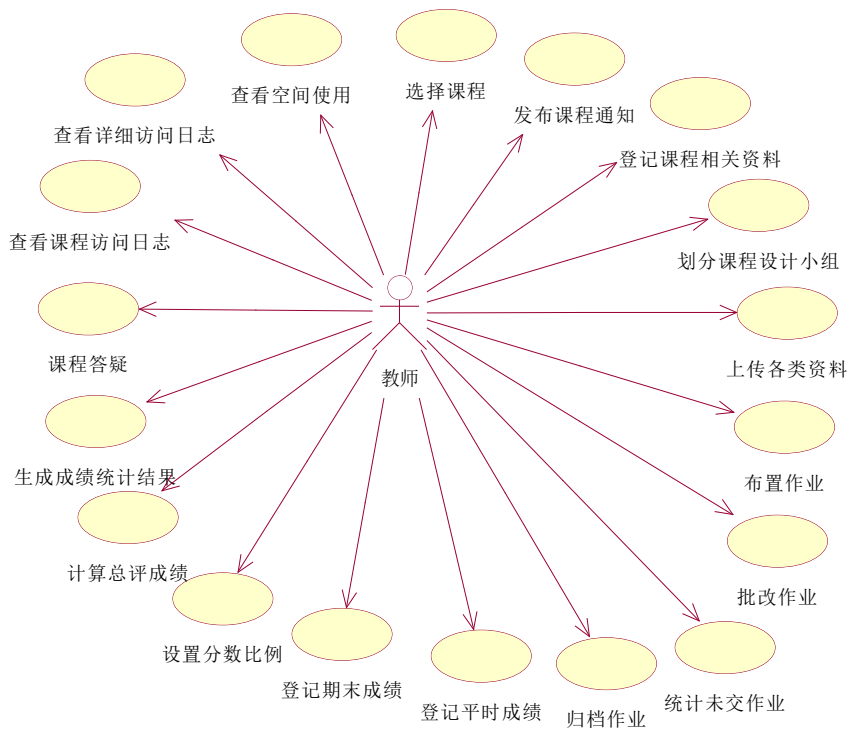 选择课程
查看空间使用
发布课程通知
查看详细访问日志
登记课程相关资料
查看课程访问日志
划分课程设计小组
课程答疑
上传各类资料
教师
生成成绩统计结果
布置作业
计算总评成绩
批改作业
设置分数比例
登记期末成绩
登记平时成绩
归档作业
统计未交作业